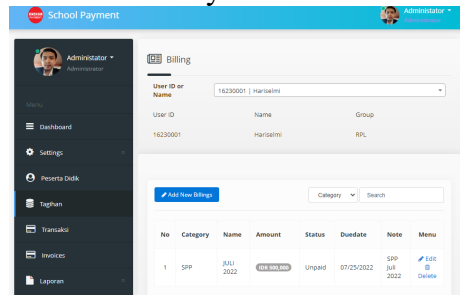 School Payment
Administator
Administrator
Administator
Administrator
Menu
Dashboard
Settings
Peserta Didik
Tagihan
Transaksi
Invoices
Laporan
Billing
User ID or Name
16230001 | Hariselmi
User ID Name Group
16230001 Hariselmi RPL
Add New Billings
Category Search
No Category Name Amount Status Duedate Note Menu
1 SPP JULI 2022 IDR 500,000 Unpaid 07/25/2022 SPP Juli 2022 Edit Delete